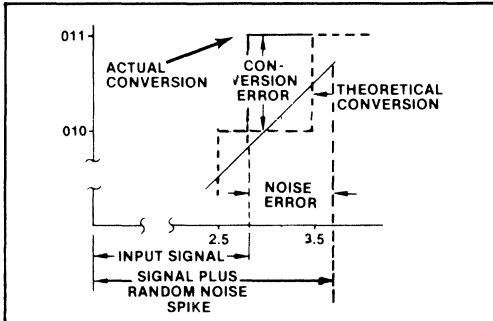 011
ACTUAL
CONVERSION
CON-
VERSION
ERROR
THEORETICAL
CONVERSION
010
NOISE
ERROR
2.5
3.5
INPUT SIGNAL
SIGNAL PLUS
RANDOM NOISE
SPIKE